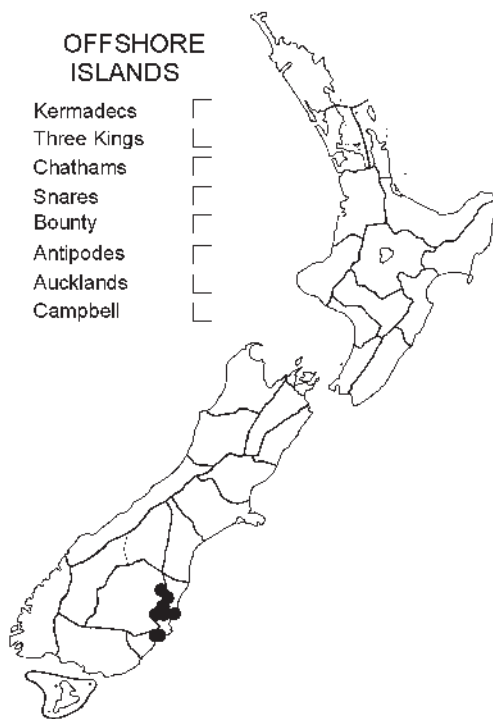 OFFSHORE
ISLANDS
Kermadecs
Three Kings
Chathams
Snares
Bounty
Antipodes
Aucklands
Campbell